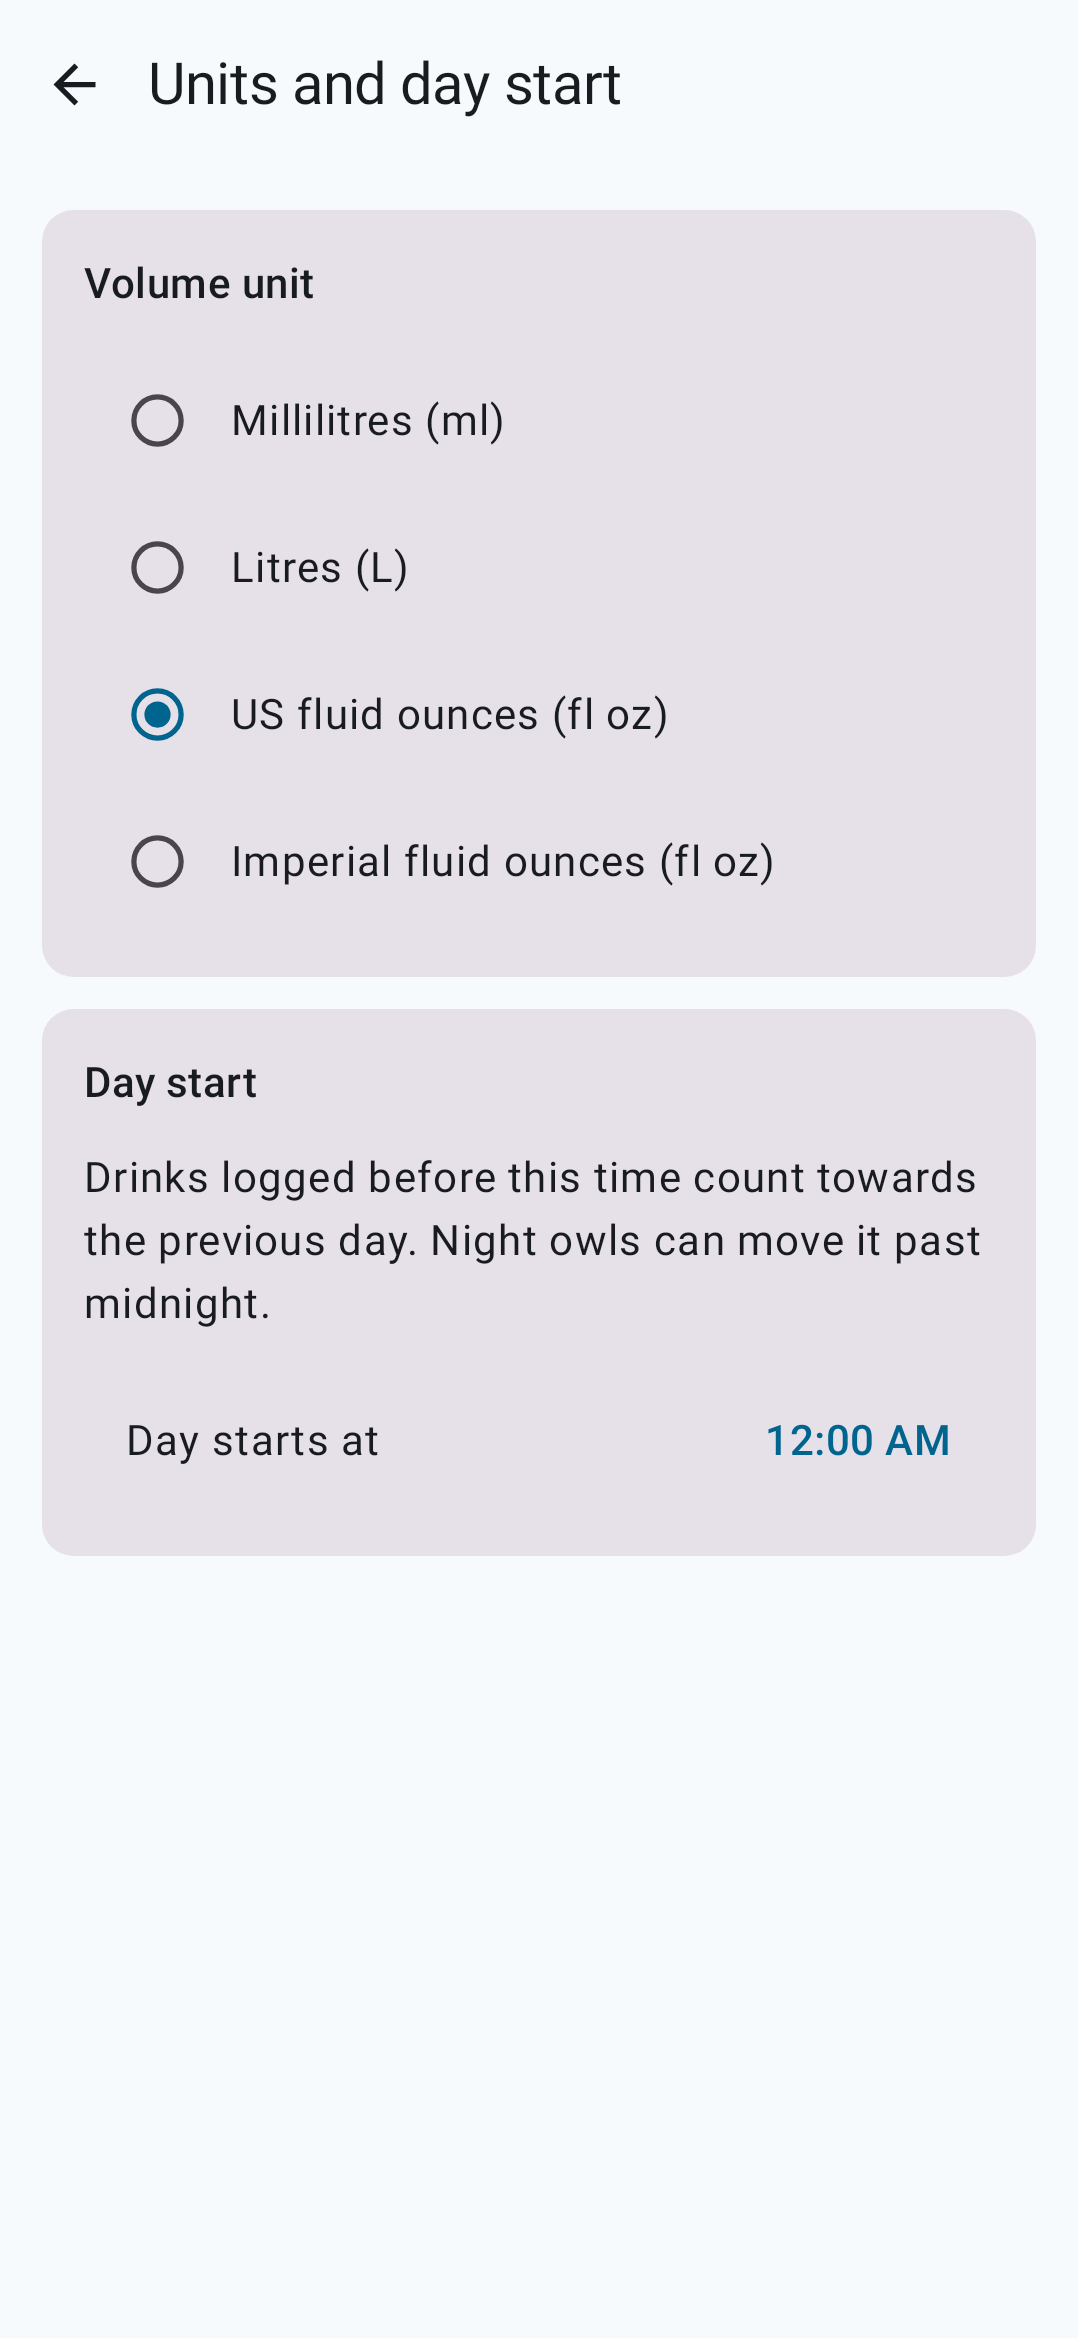 Units and day start
Volume unit
Millilitres (ml)
Litres (L)
US fluid ounces (fl oz)
Imperial fluid ounces (fl oz)
Day start
Drinks logged before this time count towards
the previous day. Night owls can move it past
midnight.
Day starts at 12:00 AM